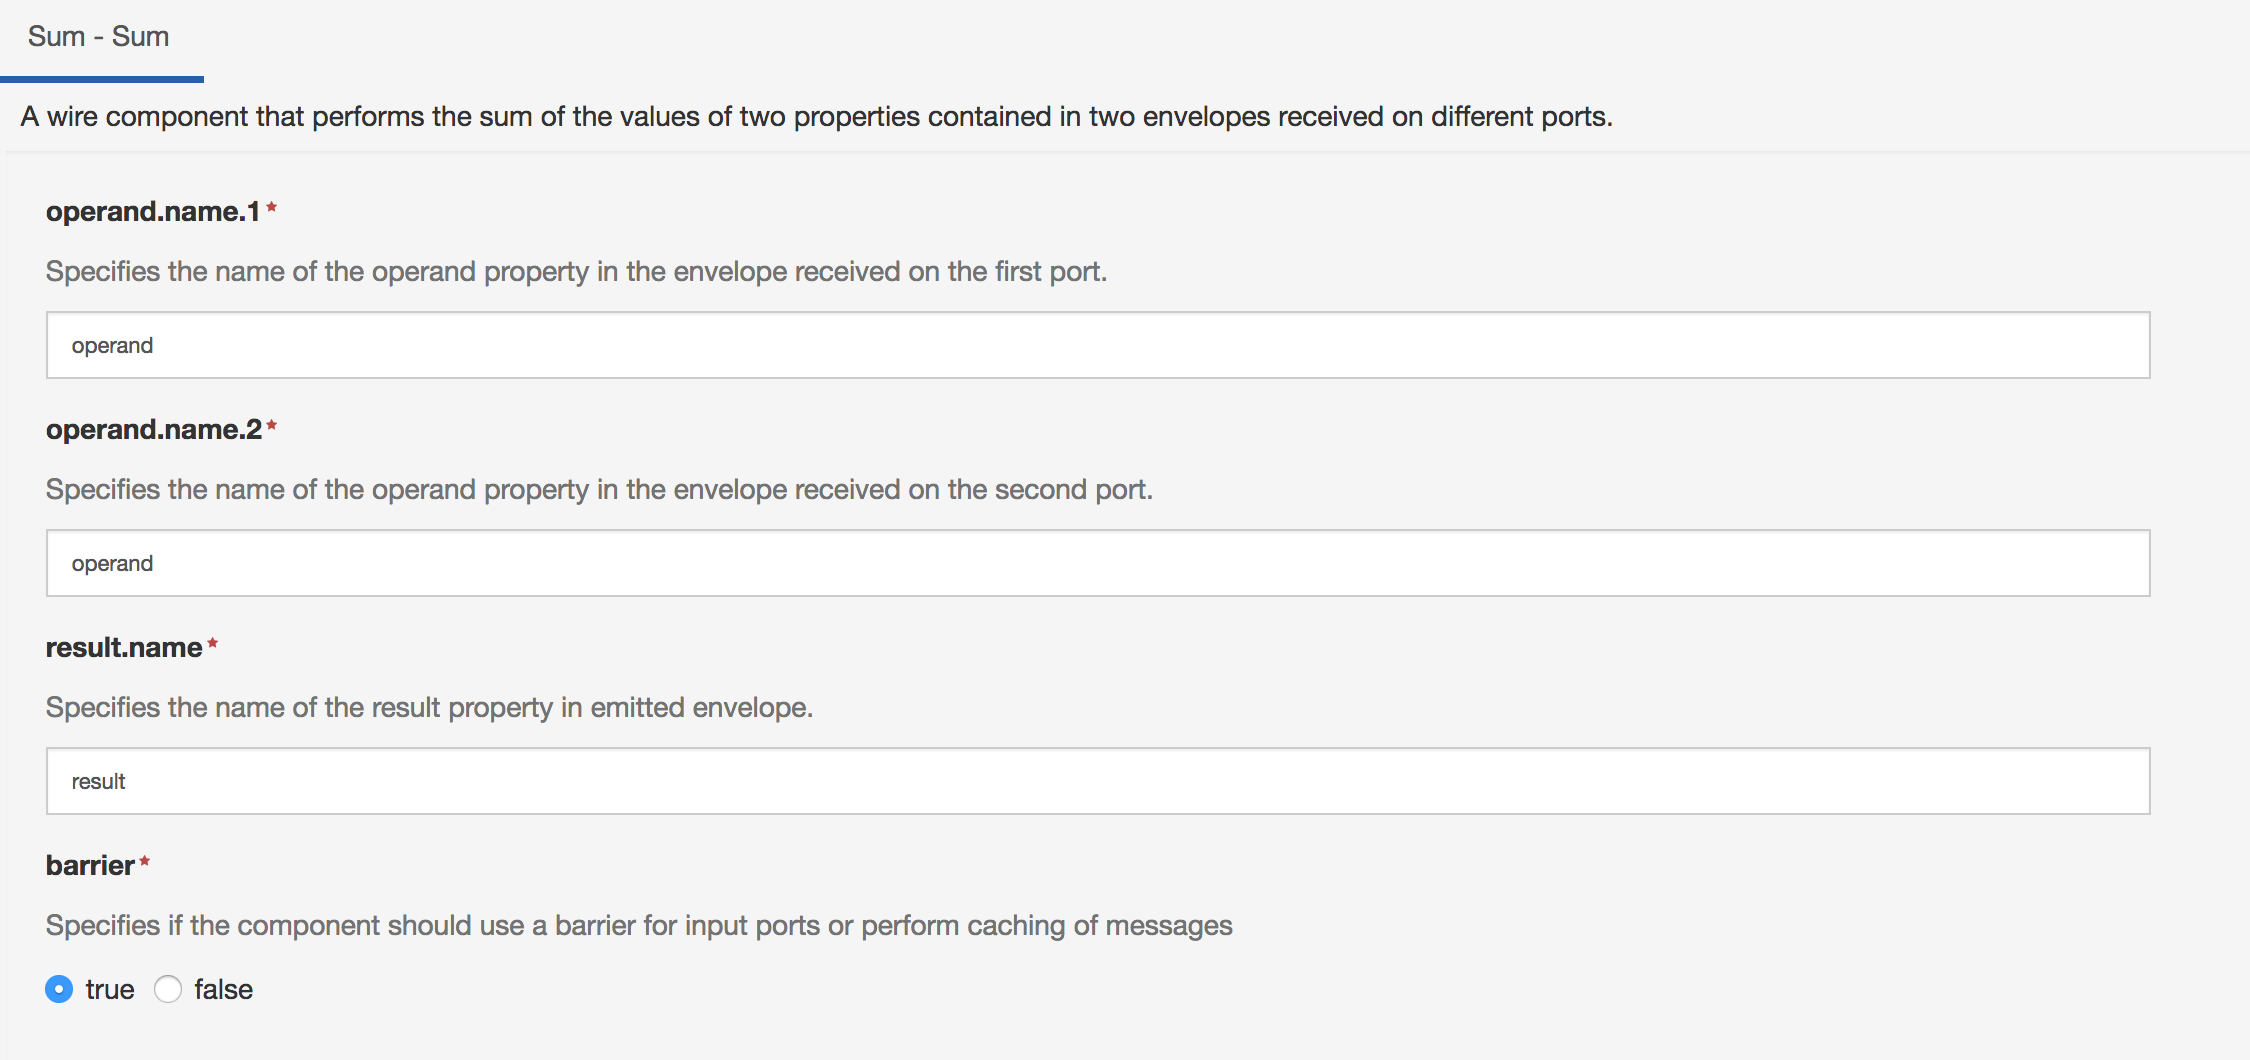 Sum - Sum
A wire component that performs the sum of the values of two properties contained in two envelopes received on different ports.
operand.name.1 *
Specifies the name of the operand property in the envelope received on the first port.
operand
operand.name.2 *
Specifies the name of the operand property in the envelope received on the second port.
operand
result.name *
Specifies the name of the result property in emitted envelope.
result
barrier *
Specifies if the component should use a barrier for input ports or perform caching of messages
true false